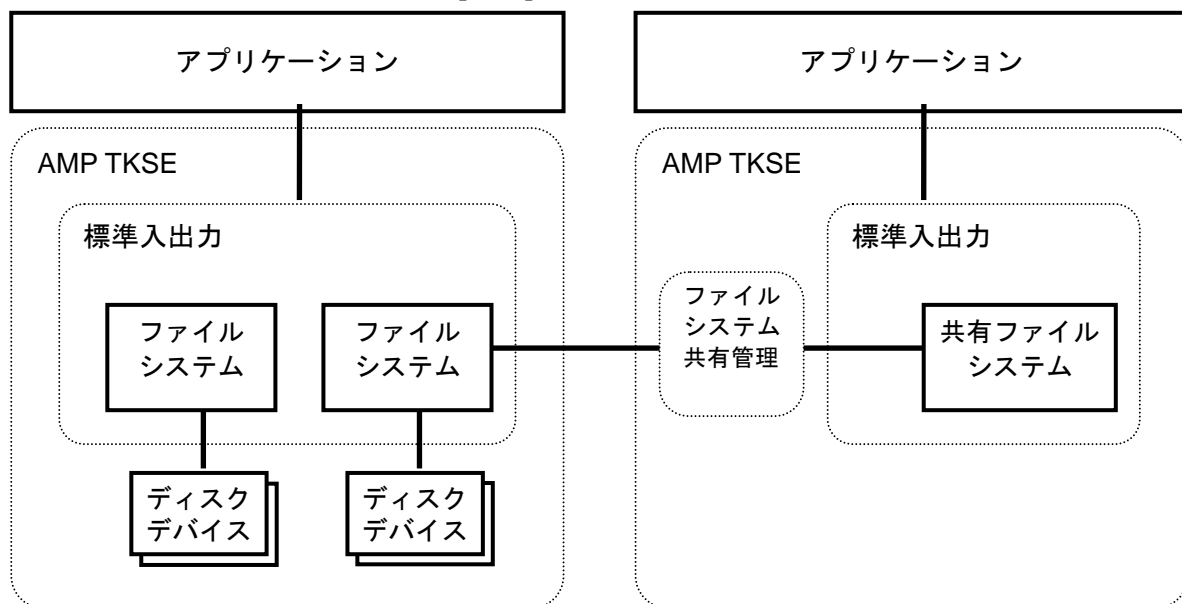 アプリケーション
アプリケーション
AMP TKSE
標準入出力
ファイル
システム
ファイル
システム
ディスク
デバイス
ディスク
デバイス
AMP TKSE
ファイル
システム
共有管理
標準入出力
共有ファイル
システム